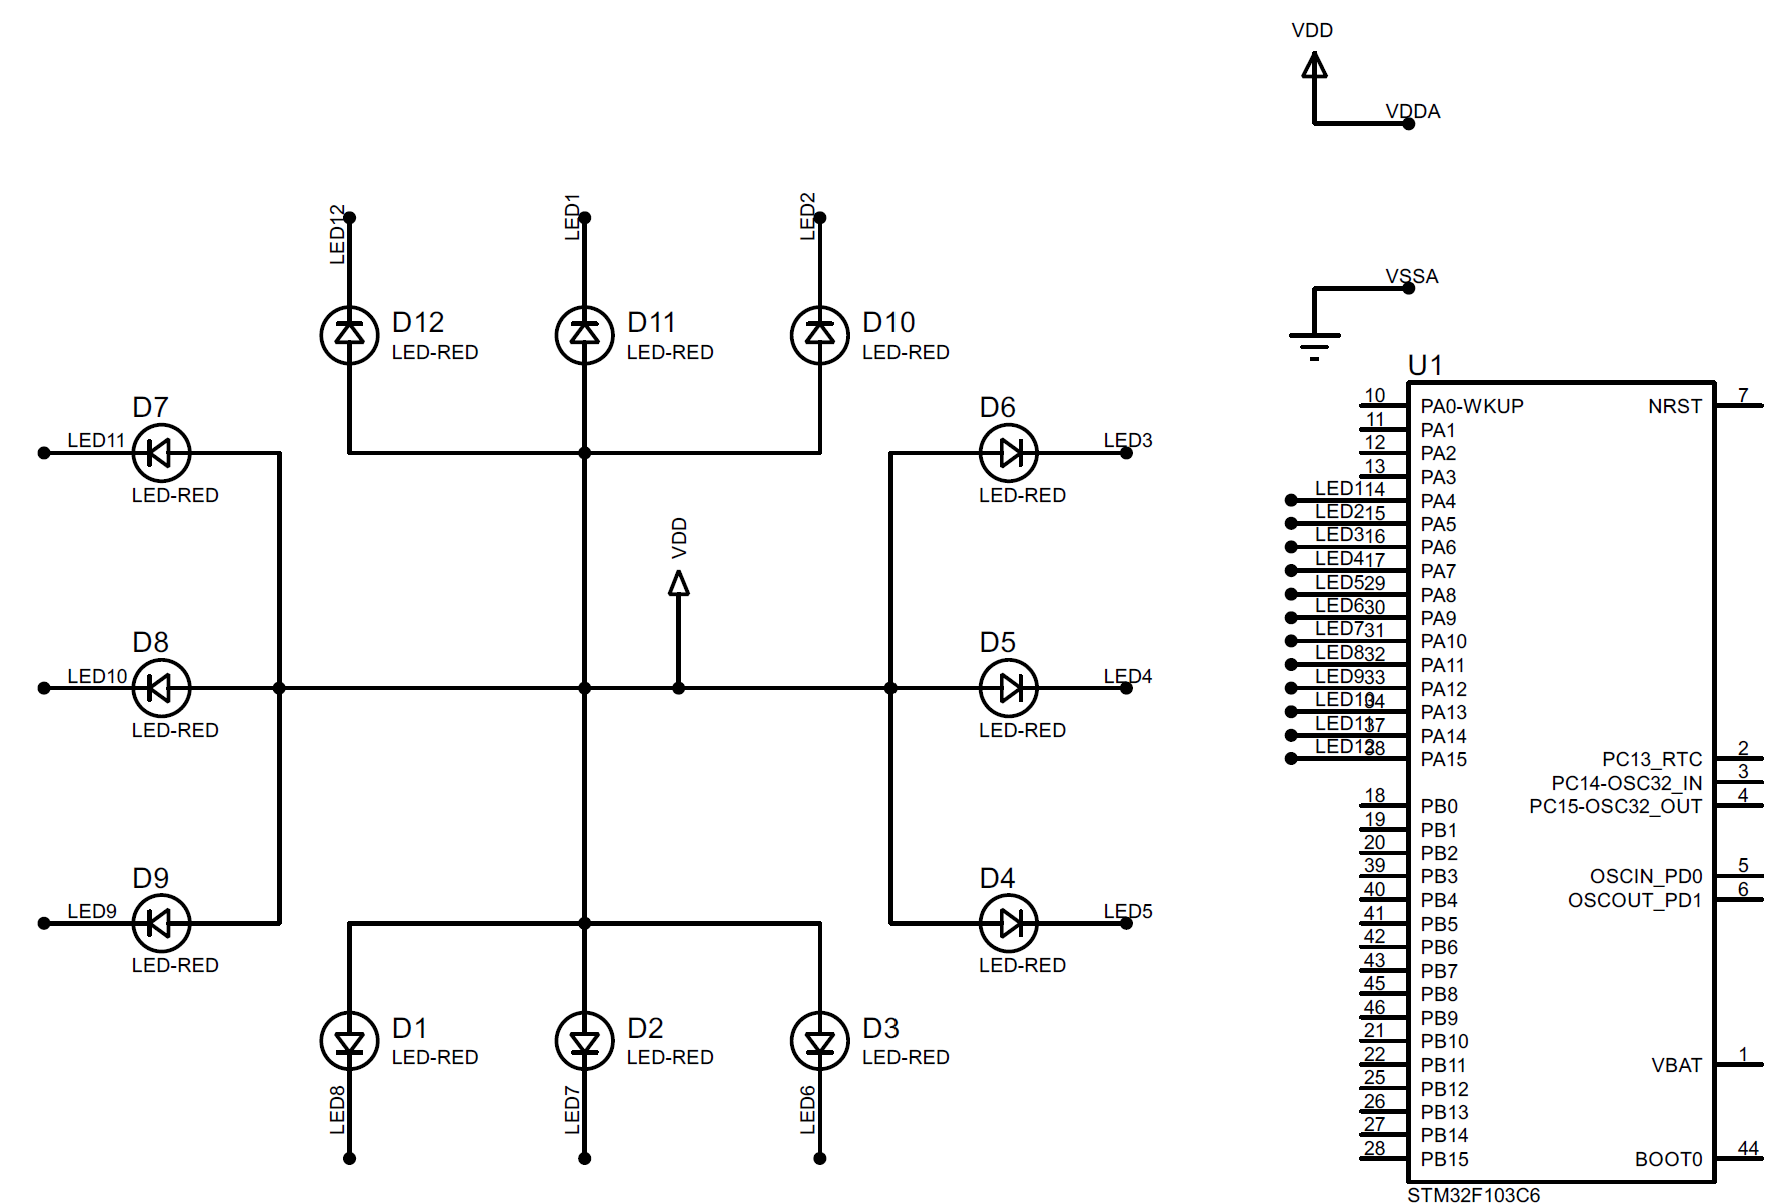 VDD
VDDA
VSSA
LED12
LED1
LED2
D12
LED-RED
D11
LED-RED
D10
LED-RED
D7
LED11
LED-RED
D6
LED3
LED-RED
VDD
D8
LED10
LED-RED
D5
LED4
LED-RED
D9
LED9
LED-RED
D4
LED5
LED-RED
D1
LED-RED
LED8
D2
LED-RED
LED7
D3
LED-RED
LED6
U1
10 PA0-WKUP
11 PA1
12 PA2
13 PA3
LED1 14 PA4
LED2 15 PA5
LED3 16 PA6
LED4 17 PA7
LED5 29 PA8
LED6 30 PA9
LED7 31 PA10
LED8 32 PA11
LED9 33 PA12
LED10 34 PA13
LED11 37 PA14
LED12 38 PA15
18 PB0
19 PB1
20 PB2
39 PB3
40 PB4
41 PB5
42 PB6
43 PB7
45 PB8
46 PB9
21 PB10
22 PB11
25 PB12
26 PB13
27 PB14
28 PB15
NRST 7
PC13_RTC 2
PC14-OSC32_IN 3
PC15-OSC32_OUT 4
OSCIN_PD0 5
OSCOUT_PD1 6
VBAT 1
BOOT0 44
STM32F103C6